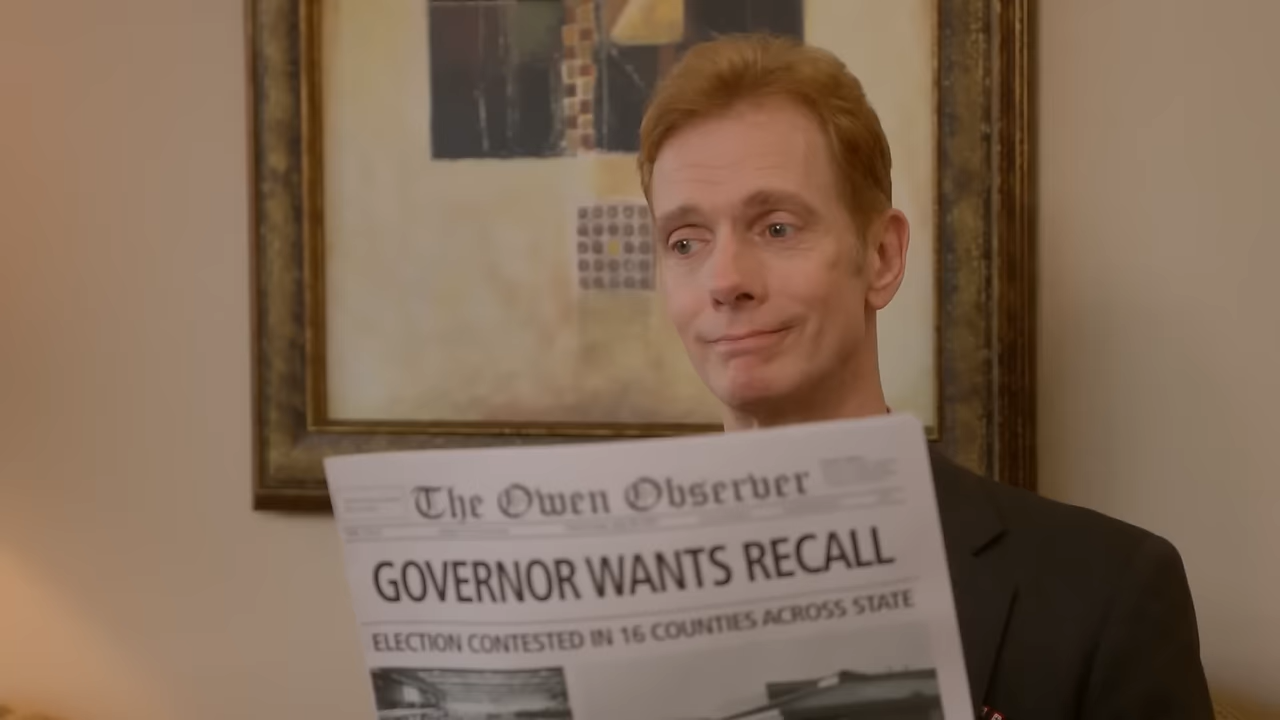 The Owen Observer
GOVERNOR WANTS RECALL
ELECTION CONTESTED IN 16 COUNTIES ACROSS STATE